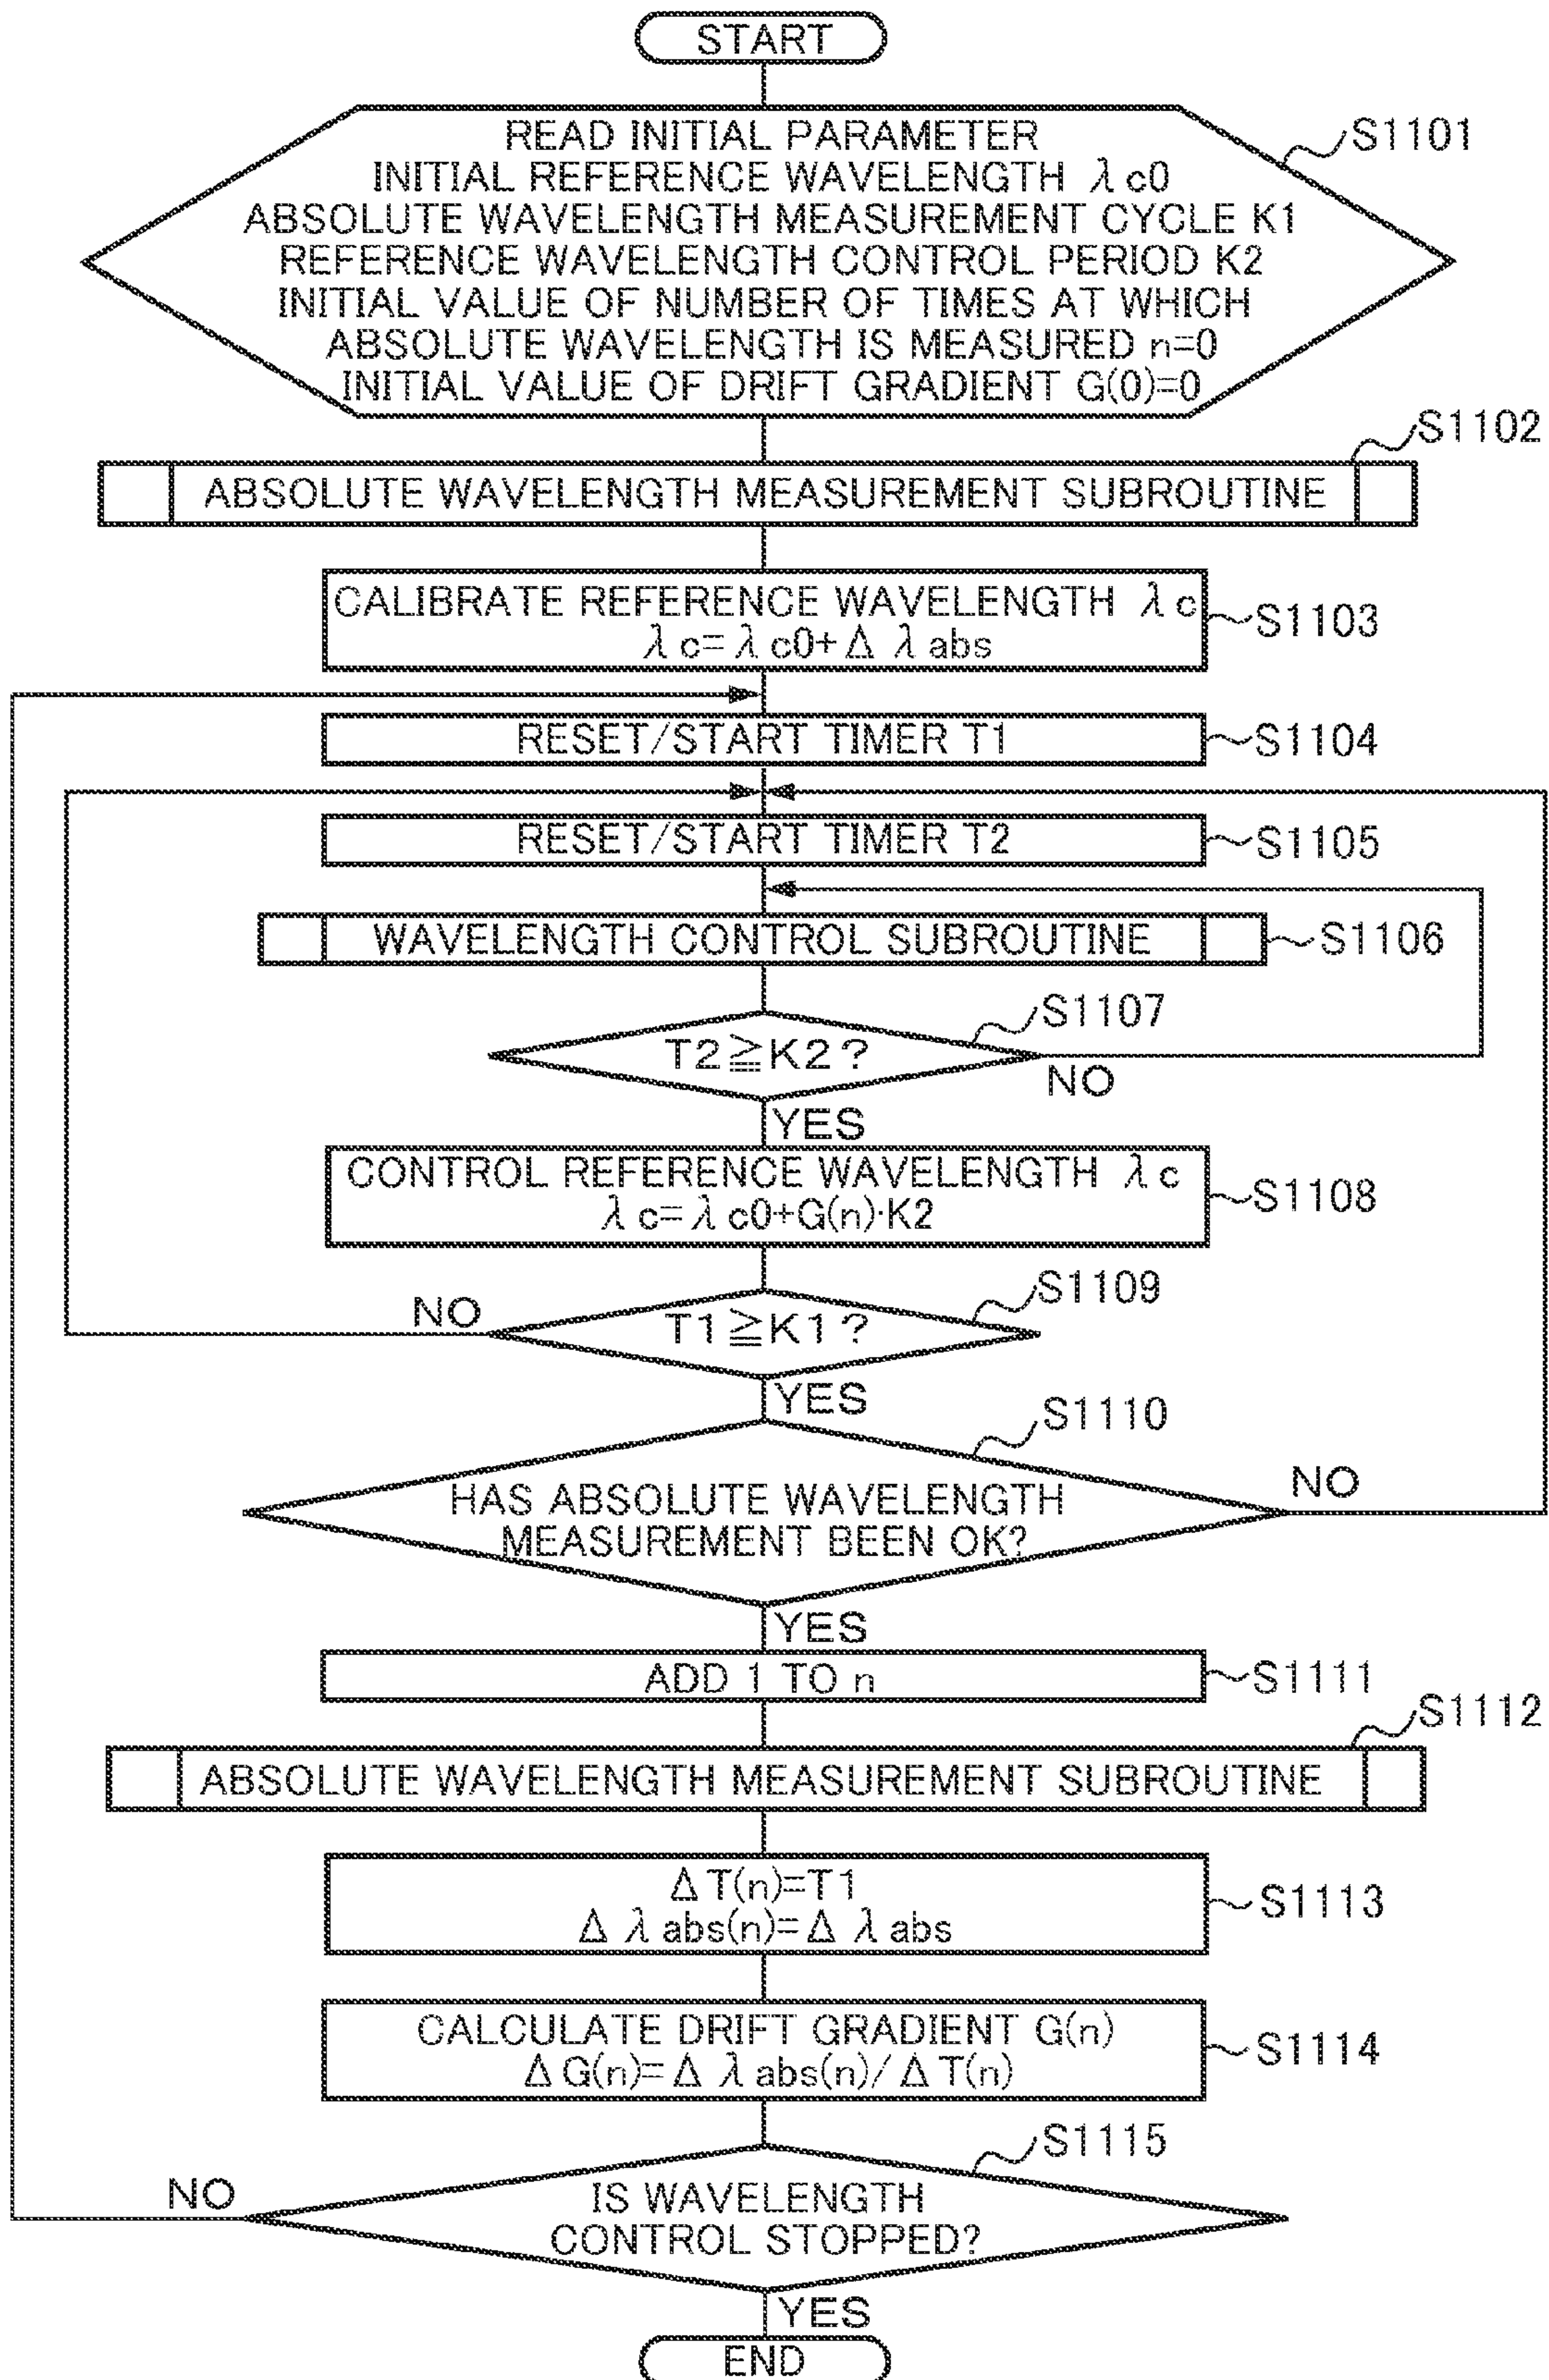 START
READ INITIAL PARAMETER
INITIAL REFERENCE WAVELENGTH λc0
ABSOLUTE WAVELENGTH MEASUREMENT CYCLE K1
REFERENCE WAVELENGTH CONTROL PERIOD K2
INITIAL VALUE OF NUMBER OF TIMES AT WHICH
ABSOLUTE WAVELENGTH IS MEASURED n=0
INITIAL VALUE OF DRIFT GRADIENT G(0)=0
S1101
ABSOLUTE WAVELENGTH MEASUREMENT SUBROUTINE
S1102
CALIBRATE REFERENCE WAVELENGTH λc
λc=λc0+Δλabs
S1103
RESET/START TIMER T1
S1104
RESET/START TIMER T2
S1105
WAVELENGTH CONTROL SUBROUTINE
S1106
T2≧K2?
S1107
NO
YES
CONTROL REFERENCE WAVELENGTH λc
λc=λc0+G(n)·K2
S1108
T1≧K1?
S1109
NO
YES
HAS ABSOLUTE WAVELENGTH
MEASUREMENT BEEN OK?
S1110
NO
YES
ADD 1 TO n
S1111
ABSOLUTE WAVELENGTH MEASUREMENT SUBROUTINE
S1112
ΔT(n)=T1
Δλabs(n)=Δλabs
S1113
CALCULATE DRIFT GRADIENT G(n)
ΔG(n)=Δλabs(n)/ΔT(n)
S1114
IS WAVELENGTH
CONTROL STOPPED?
S1115
NO
YES
END